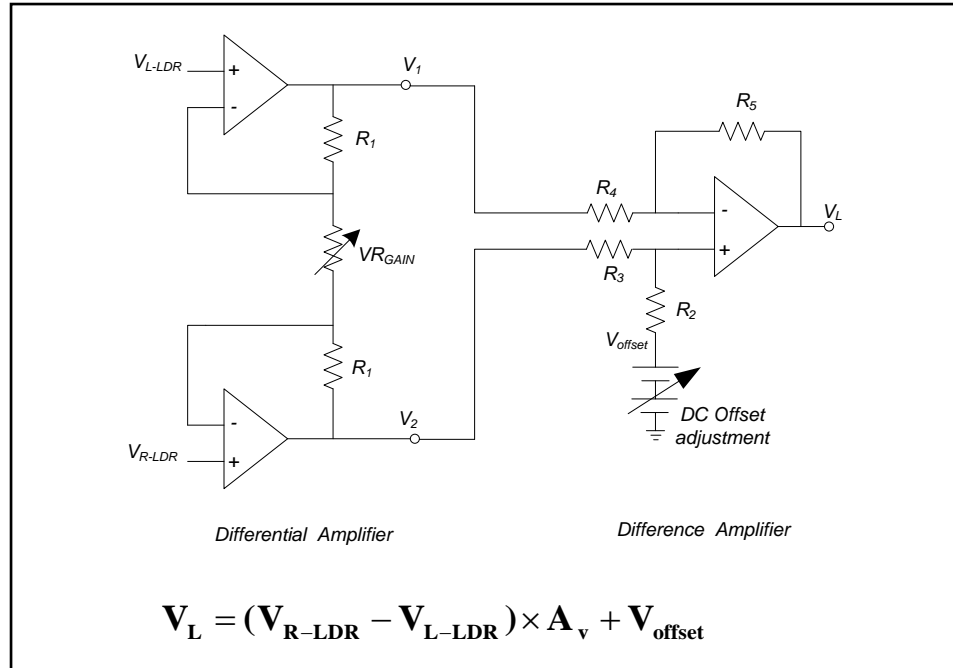 V_L-LDR
+
-
V_1
R_1
VR_GAIN
R_1
-
+
V_R-LDR
V_2
R_5
R_4
-
+
V_L
R_3
R_2
V_offset
DC Offset
adjustment
Differential Amplifier
Difference Amplifier
V_L = (V_R-LDR − V_L-LDR) × A_v + V_offset